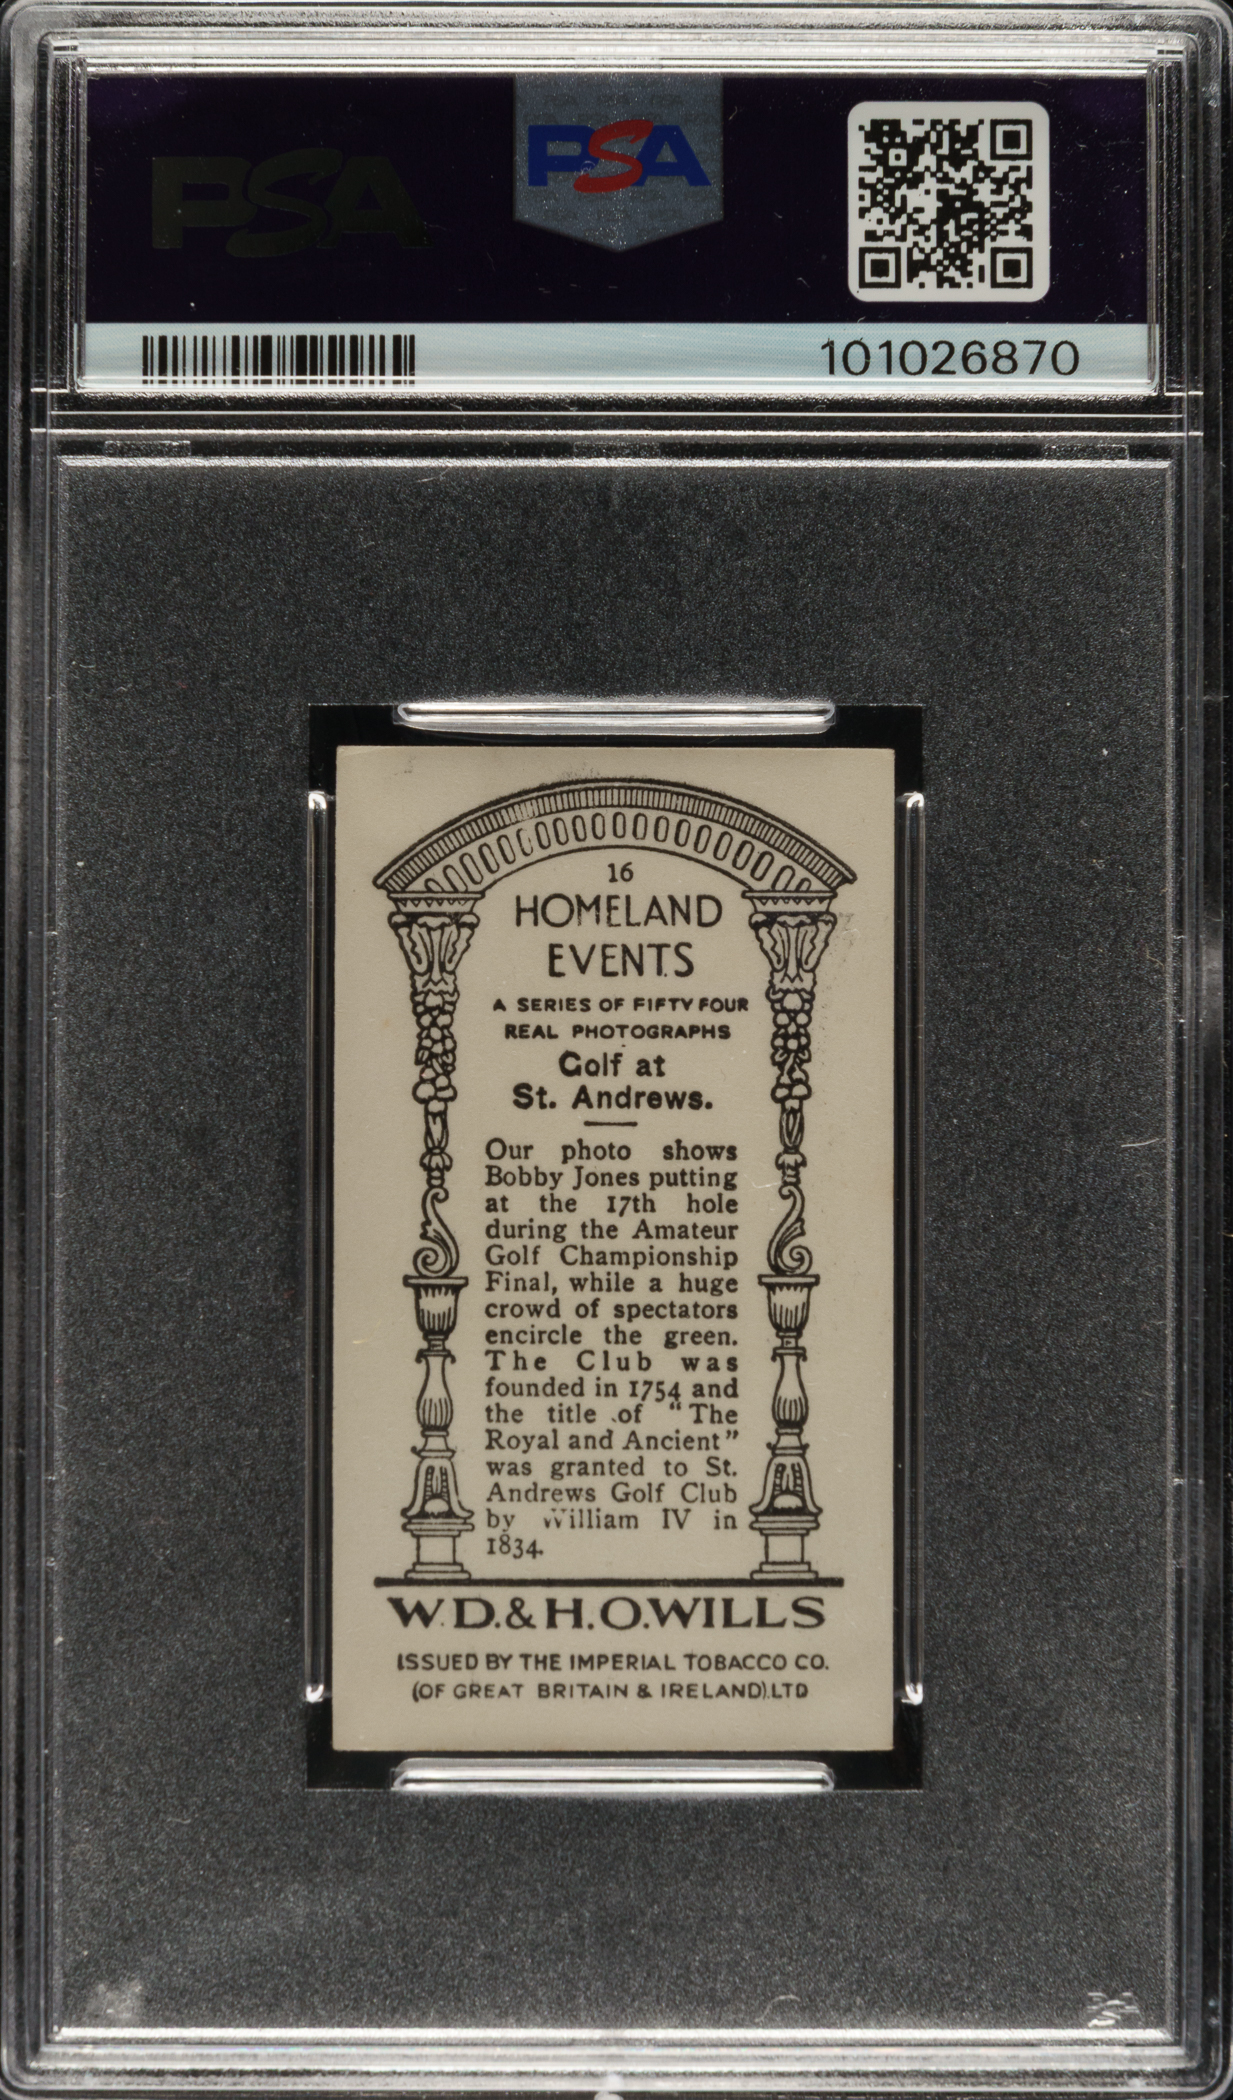 PSA
PSA
101026870
16
HOMELAND
EVENTS
A SERIES OF FIFTY FOUR
REAL PHOTOGRAPHS
Golf at
St. Andrews.
Our photo shows
Bobby Jones putting
at the 17th hole
during the Amateur
Golf Championship
Final, while a huge
crowd of spectators
encircle the green.
The Club was
founded in 1754 and
the title of "The
Royal and Ancient"
was granted to St.
Andrews Golf Club
by William IV in
1834.
W.D.&H.O.WILLS
ISSUED BY THE IMPERIAL TOBACCO CO.
(OF GREAT BRITAIN & IRELAND).LTD